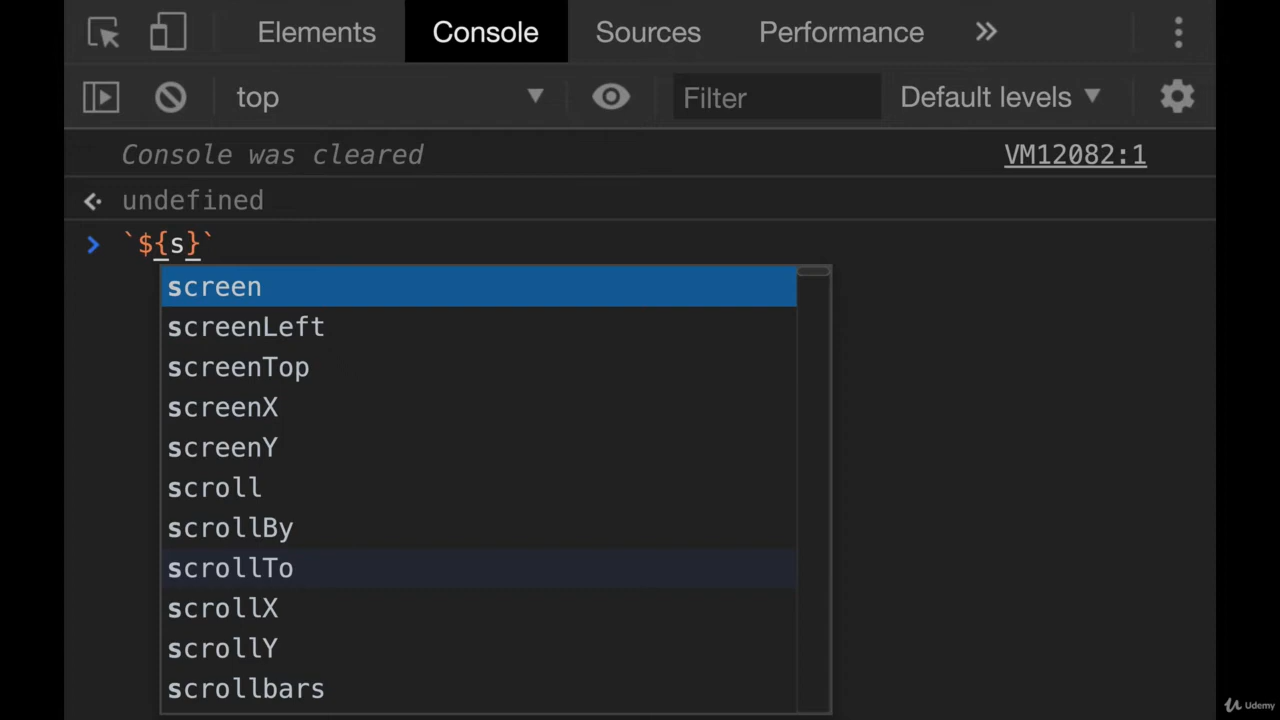 Elements Console Sources Performance
top Filter Default levels
Console was cleared VM12082:1
undefined
`${s}`
screen
screenLeft
screenTop
screenX
screenY
scroll
scrollBy
scrollTo
scrollX
scrollY
scrollbars
Udemy